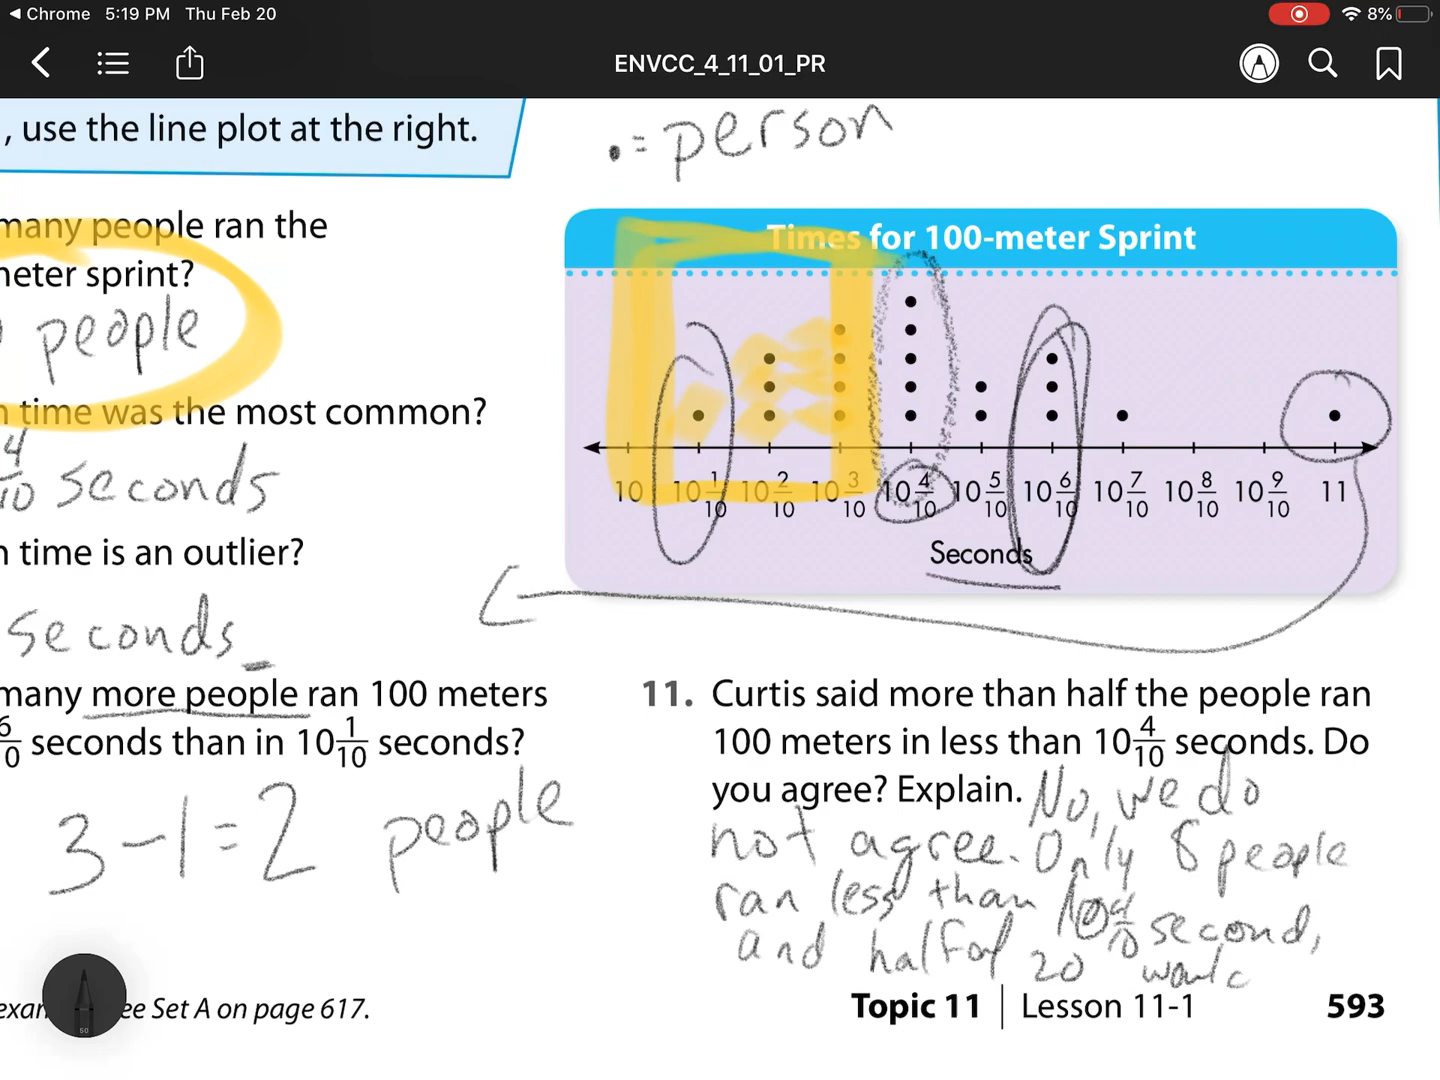 Chrome 5:19 PM Thu Feb 20
8%
ENVCC_4_11_01_PR
, use the line plot at the right.
• = person
many people ran the
neter sprint?
people
n time was the most common?
4/10 seconds
n time is an outlier?
seconds
many more people ran 100 meters
6/0 seconds than in 10 1/10 seconds?
3-1=2 people
exam ee Set A on page 617.
Times for 100-meter Sprint
10 10 1/10 10 2/10 10 3/10 10 4/10 10 5/10 10 6/10 10 7/10 10 8/10 10 9/10 11
Seconds
11. Curtis said more than half the people ran
100 meters in less than 10 4/10 seconds. Do
you agree? Explain. No, we do
not agree. Only 8 people
ran less than 10 4/10 second,
and half of 20
Topic 11 | Lesson 11-1 593
50